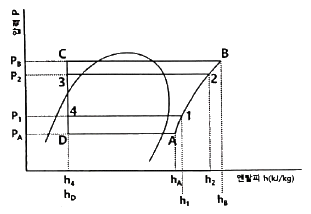 압력 P
P_B
P_2
P_1
P_A
C
B
3
2
4
1
D
A
h_4
h_D
h_A
h_1
h_2
h_B
엔탈피 h(kJ/kg)